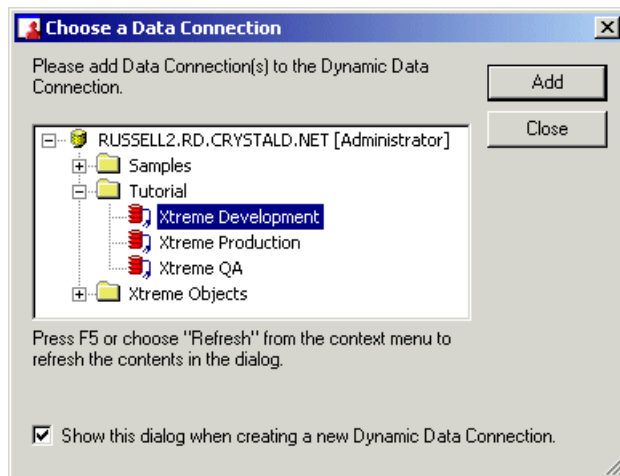 Choose a Data Connection
Please add Data Connection(s) to the Dynamic Data
Connection.
Add
Close
RUSSELL2.RD.CRYSTALD.NET [Administrator]
Samples
Tutorial
Xtreme Development
Xtreme Production
Xtreme QA
Xtreme Objects
Press F5 or choose "Refresh" from the context menu to
refresh the contents in the dialog.
Show this dialog when creating a new Dynamic Data Connection.